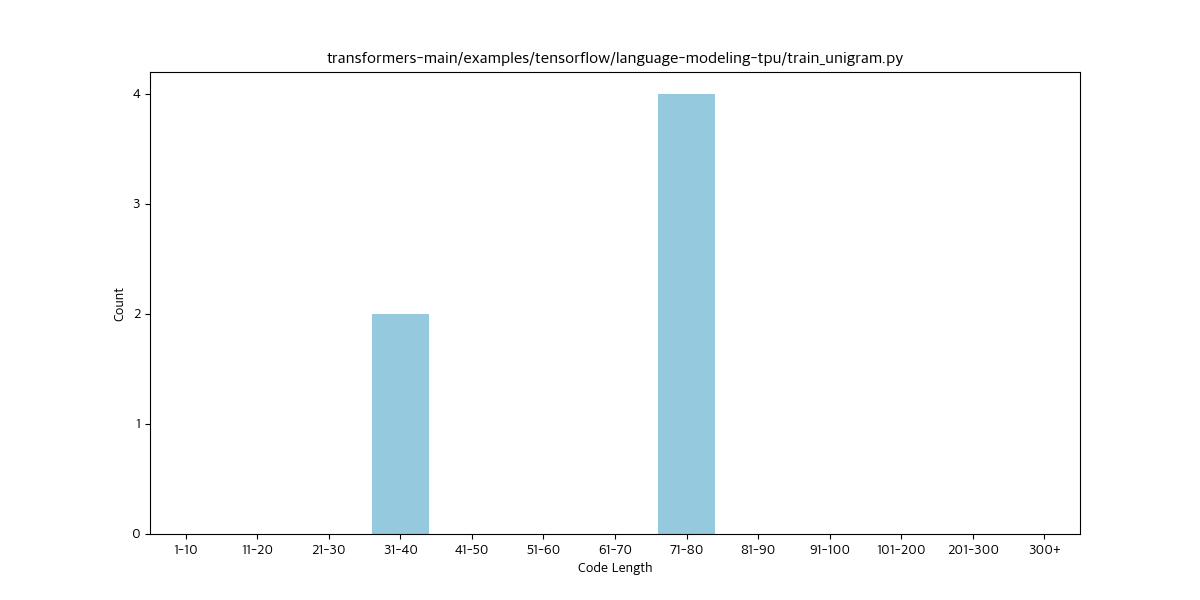 transformers-main/examples/tensorflow/language-modeling-tpu/train_unigram.py
4
3
2
1
0
Count
1-10 11-20 21-30 31-40 41-50 51-60 61-70 71-80 81-90 91-100 101-200 201-300 300+
Code Length